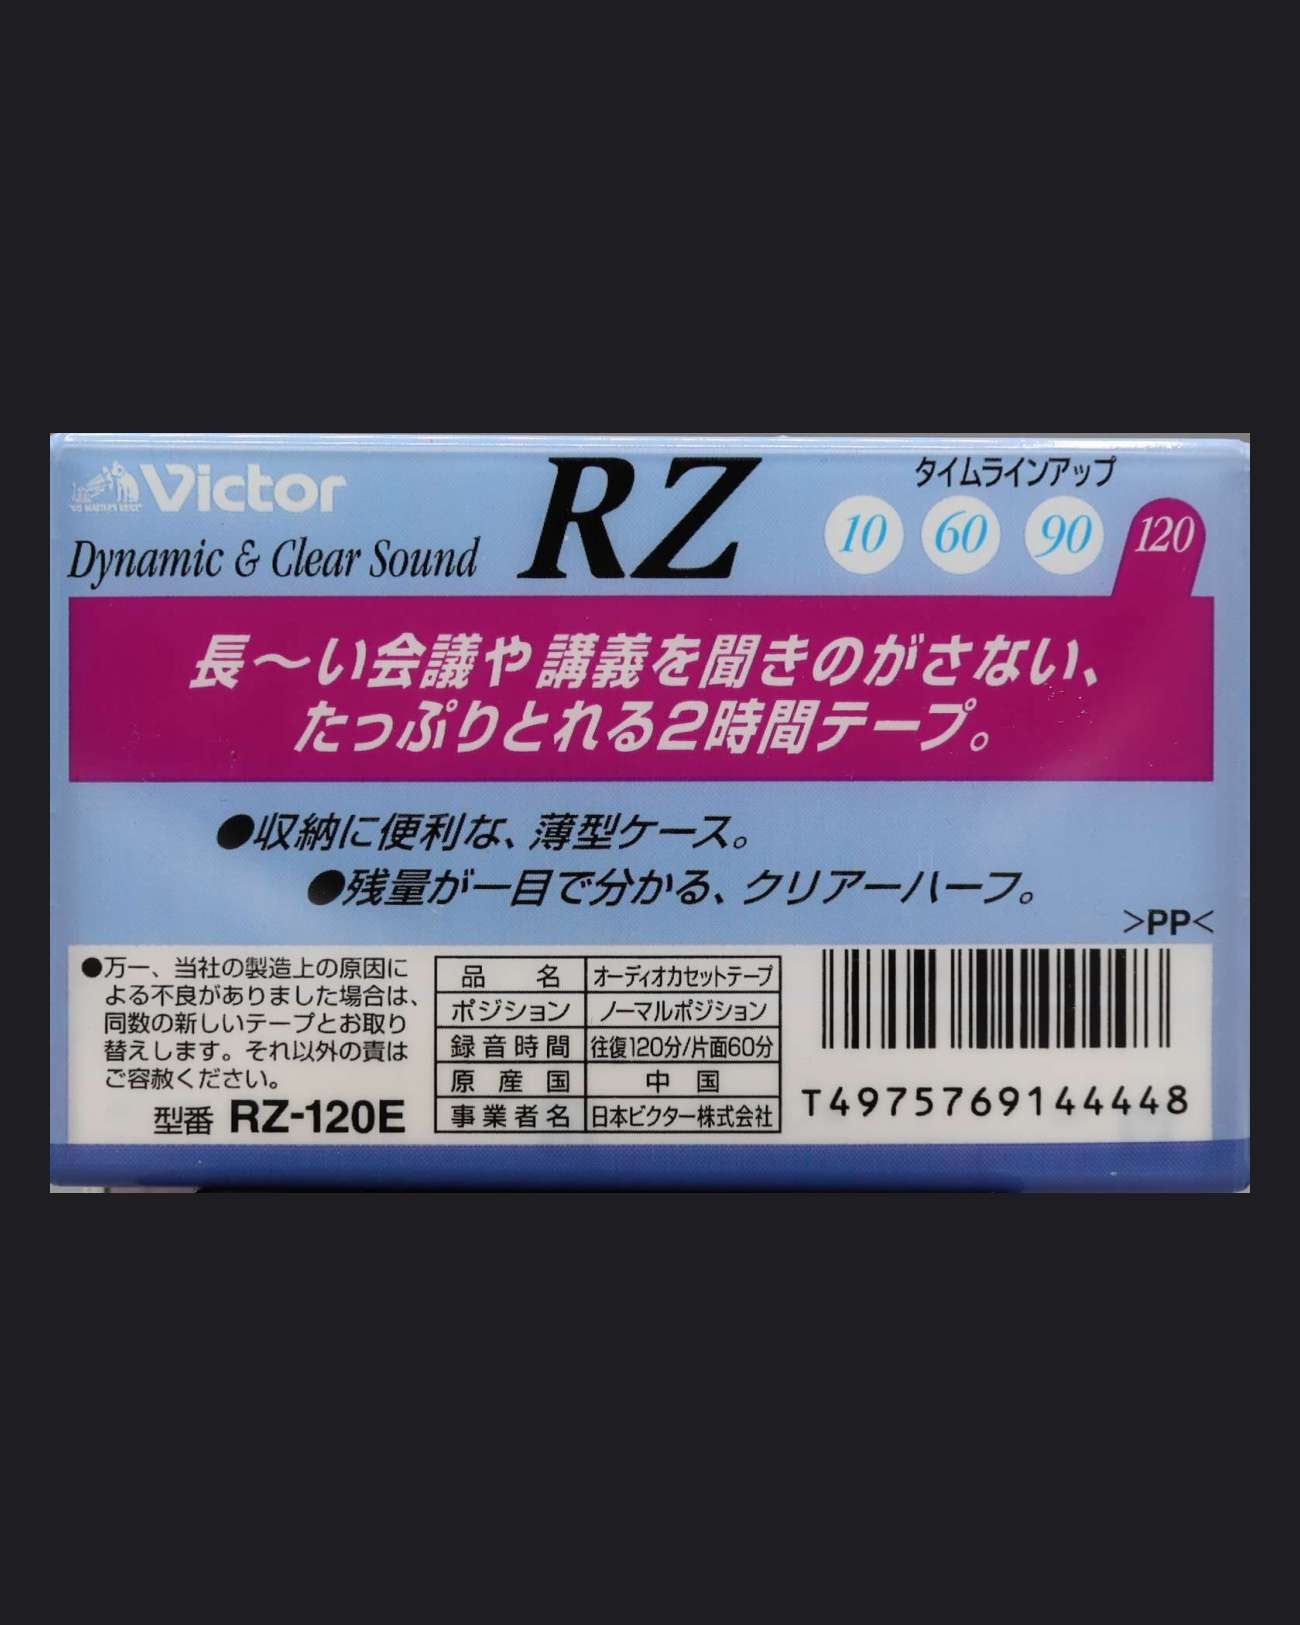 Victor
"HIS MASTER'S VOICE"
Dynamic & Clear Sound
RZ
タイムラインアップ
10 60 90 120
長〜い会議や講義を聞きのがさない、
たっぷりとれる2時間テープ。
●収納に便利な、薄型ケース。
●残量が一目で分かる、クリアーハーフ。
>PP<
●万一、当社の製造上の原因に
よる不良がありました場合は、
同数の新しいテープとお取り
替えします。それ以外の責は
ご容赦ください。
型番 RZ-120E
品名 オーディオカセットテープ
ポジション ノーマルポジション
録音時間 往復120分/片面60分
原産国 中国
事業者名 日本ビクター株式会社
T4975769144448